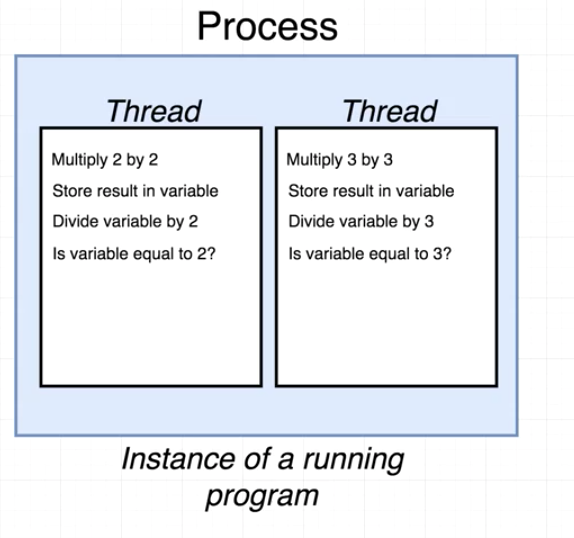 Process
Thread
Multiply 2 by 2
Store result in variable
Divide variable by 2
Is variable equal to 2?
Thread
Multiply 3 by 3
Store result in variable
Divide variable by 3
Is variable equal to 3?
Instance of a running
program